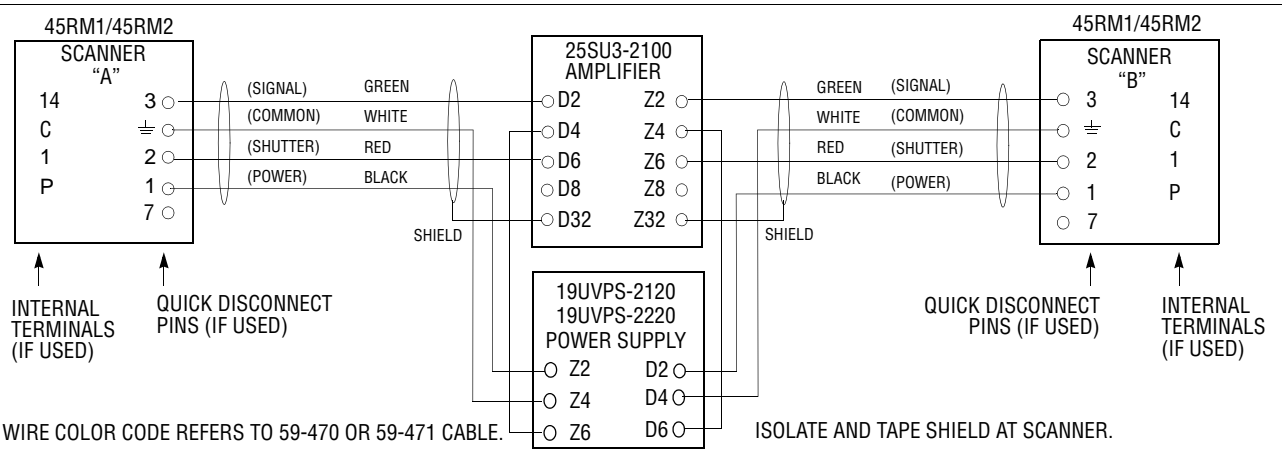 45RM1/45RM2
SCANNER
“A”
14 3
C
1 2
P 1
7
INTERNAL
TERMINALS
(IF USED)
QUICK DISCONNECT
PINS (IF USED)
(SIGNAL) GREEN
(COMMON) WHITE
(SHUTTER) RED
(POWER) BLACK
SHIELD
25SU3-2100
AMPLIFIER
D2 Z2
D4 Z4
D6 Z6
D8 Z8
D32 Z32
19UVPS-2120
19UVPS-2220
POWER SUPPLY
Z2 D2
Z4 D4
Z6 D6
GREEN (SIGNAL)
WHITE (COMMON)
RED (SHUTTER)
BLACK (POWER)
SHIELD
45RM1/45RM2
SCANNER
“B”
3 14
C
2 1
1 P
7
QUICK DISCONNECT
PINS (IF USED)
INTERNAL
TERMINALS
(IF USED)
WIRE COLOR CODE REFERS TO 59-470 OR 59-471 CABLE.
ISOLATE AND TAPE SHIELD AT SCANNER.